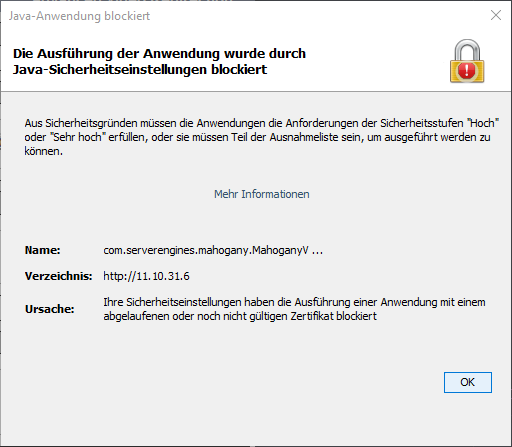 Java-Anwendung blockiert
Die Ausführung der Anwendung wurde durch
Java-Sicherheitseinstellungen blockiert
Aus Sicherheitsgründen müssen die Anwendungen die Anforderungen der Sicherheitsstufen "Hoch"
oder "Sehr hoch" erfüllen, oder sie müssen Teil der Ausnahmeliste sein, um ausgeführt werden zu
können.
Mehr Informationen
Name: com.serverengines.mahogany.MahoganyV ...
Verzeichnis: http://11.10.31.6
Ursache: Ihre Sicherheitseinstellungen haben die Ausführung einer Anwendung mit einem
abgelaufenen oder noch nicht gültigen Zertifikat blockiert
OK